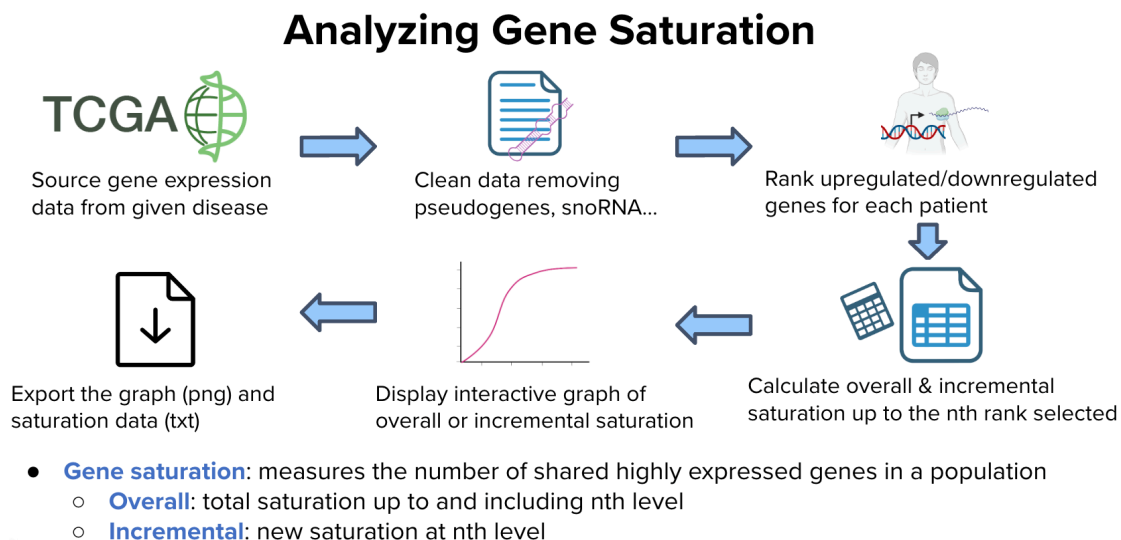 Analyzing Gene Saturation
TCGA
Source gene expression
data from given disease
Clean data removing
pseudogenes, snoRNA...
Rank upregulated/downregulated
genes for each patient
Calculate overall & incremental
saturation up to the nth rank selected
Display interactive graph of
overall or incremental saturation
Export the graph (png) and
saturation data (txt)
● Gene saturation: measures the number of shared highly expressed genes in a population
○ Overall: total saturation up to and including nth level
○ Incremental: new saturation at nth level